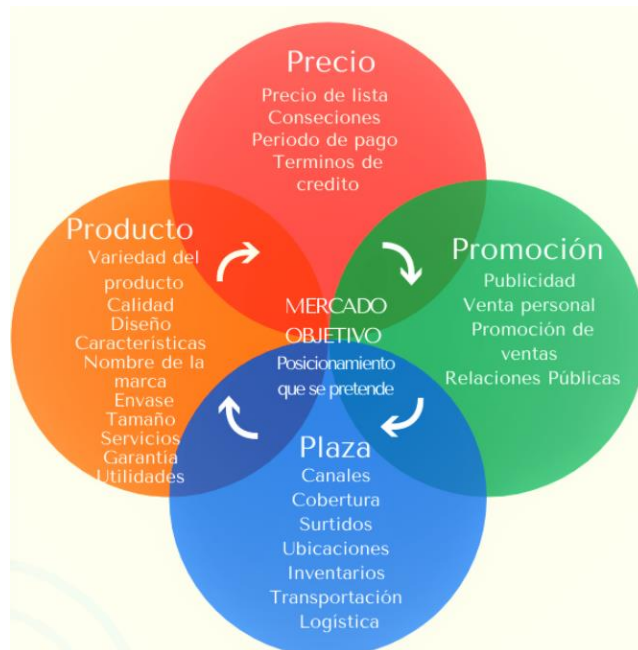 Precio
Precio de lista
Conseciones
Periodo de pago
Terminos de
credito
Producto
Variedad del
producto
Calidad
Diseño
Características
Nombre de la
marca
Envase
Tamaño
Servicios
Garantía
Utilidades
MERCADO
OBJETIVO
Posicionamiento
que se pretende
Promoción
Publicidad
Venta personal
Promoción de
ventas
Relaciones Públicas
Plaza
Canales
Cobertura
Surtidos
Ubicaciones
Inventarios
Transportación
Logística